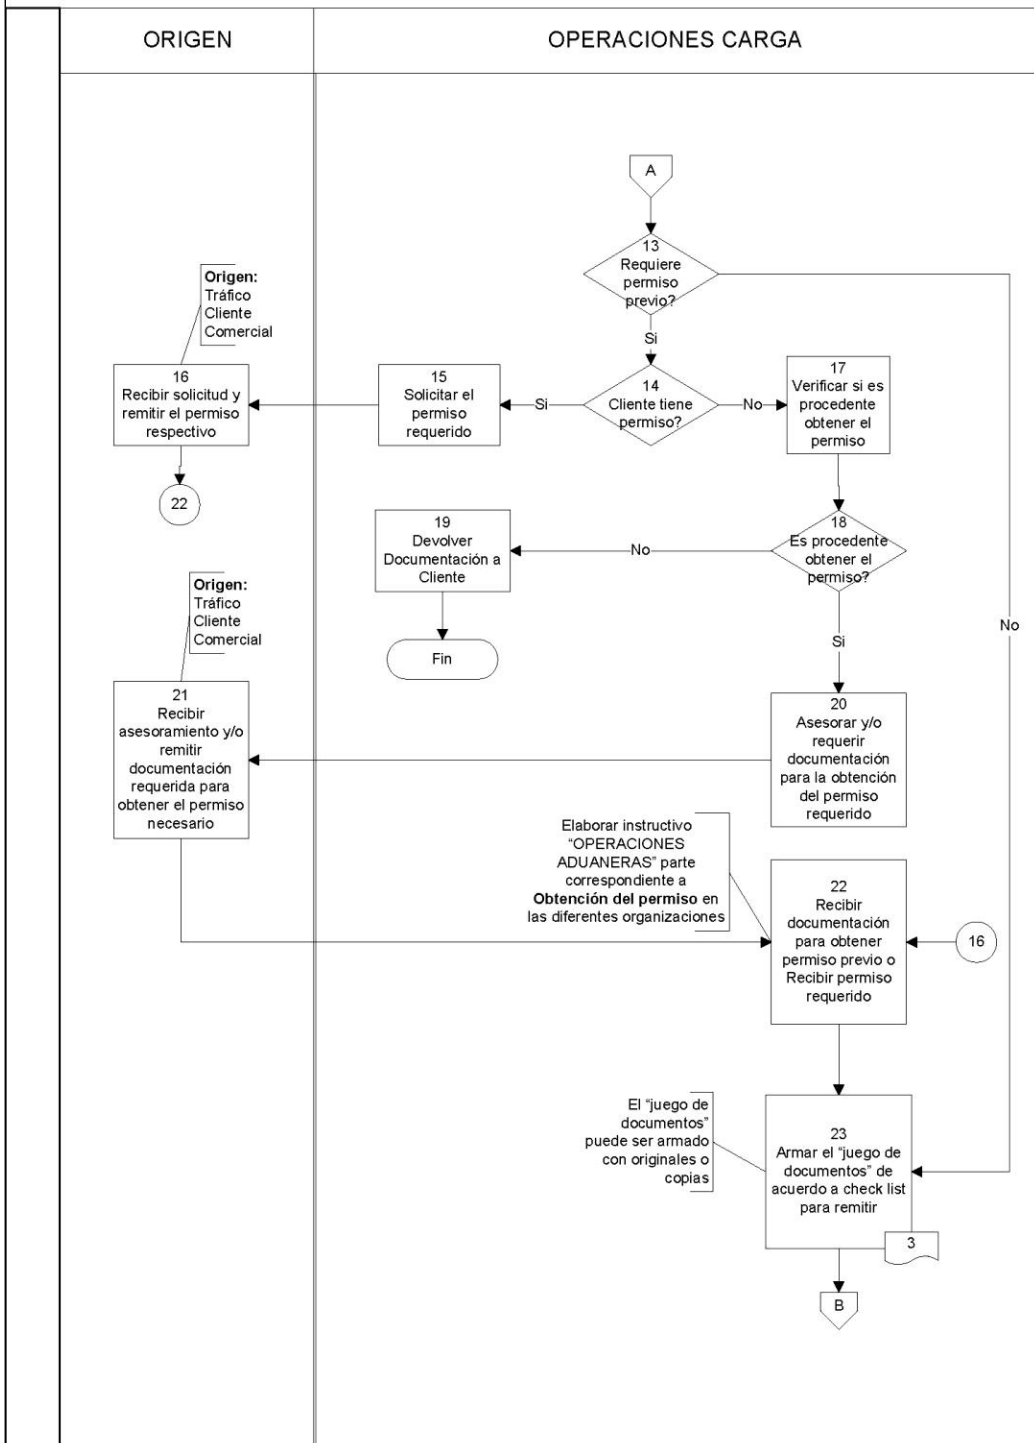 ORIGEN
OPERACIONES CARGA
A
13
Requiere
permiso
previo?
Si
No
Origen:
Tráfico
Cliente
Comercial
16
Recibir solicitud y
remitir el permiso
respectivo
22
15
Solicitar el
permiso
requerido
Si
14
Cliente tiene
permiso?
No
17
Verificar si es
procedente
obtener el
permiso
19
Devolver
Documentación a
Cliente
Fin
No
18
Es procedente
obtener el
permiso?
Si
Origen:
Tráfico
Cliente
Comercial
21
Recibir
asesoramiento y/o
remitir
documentación
requerida para
obtener el permiso
necesario
20
Asesorar y/o
requerir
documentación
para la obtención
del permiso
requerido
Elaborar instructivo
“OPERACIONES
ADUANERAS” parte
correspondiente a
Obtención del permiso en
las diferentes organizaciones
22
Recibir
documentación
para obtener
permiso previo o
Recibir permiso
requerido
16
El “juego de
documentos”
puede ser armado
con originales o
copias
23
Armar el “juego de
documentos” de
acuerdo a check list
para remitir
3
B